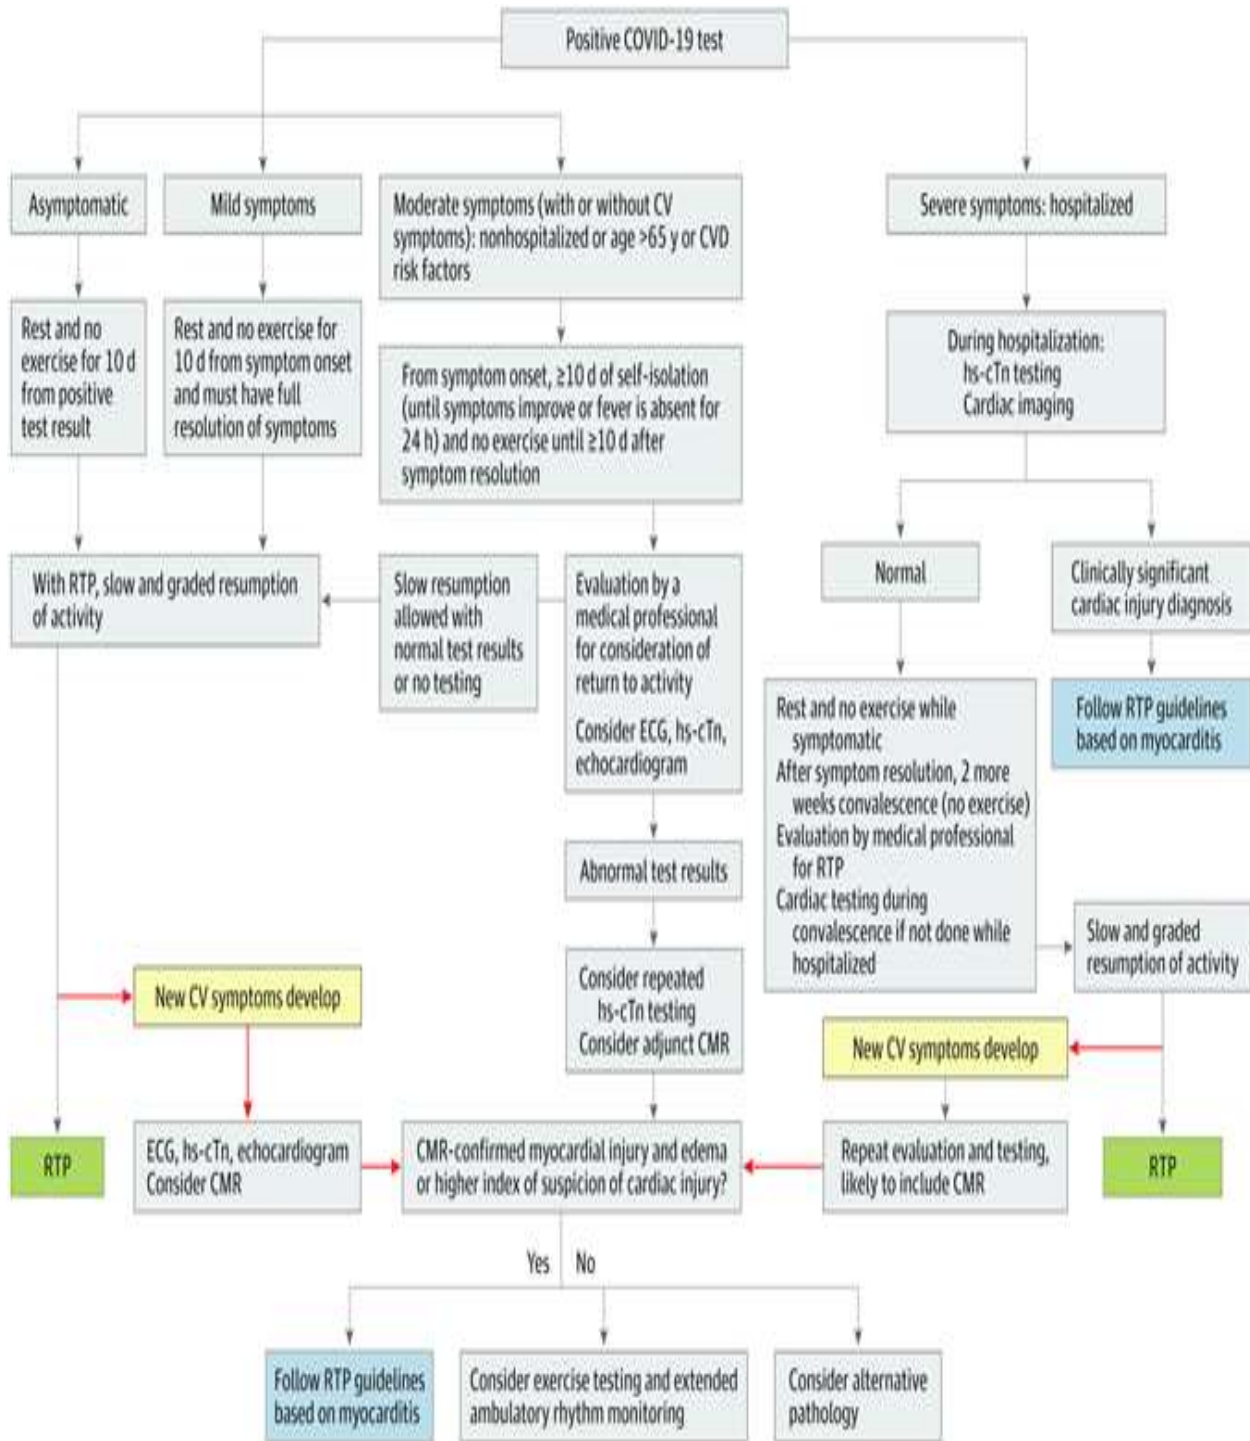 Positive COVID-19 test
Asymptomatic
Mild symptoms
Moderate symptoms (with or without CV
symptoms): nonhospitalized or age >65 y or CVD
risk factors
Severe symptoms: hospitalized
Rest and no
exercise for 10 d
from positive
test result
Rest and no exercise for
10 d from symptom onset
and must have full
resolution of symptoms
From symptom onset, ≥10 d of self-isolation
(until symptoms improve or fever is absent for
24 h) and no exercise until ≥10 d after
symptom resolution
During hospitalization:
hs-cTn testing
Cardiac imaging
With RTP, slow and graded resumption
of activity
Slow resumption
allowed with
normal test results
or no testing
Evaluation by a
medical professional
for consideration of
return to activity
Consider ECG, hs-cTn,
echocardiogram
Normal
Clinically significant
cardiac injury diagnosis
Rest and no exercise while
symptomatic
After symptom resolution, 2 more
weeks convalescence (no exercise)
Evaluation by medical professional
for RTP
Cardiac testing during
convalescence if not done while
hospitalized
Follow RTP guidelines
based on myocarditis
Abnormal test results
Slow and graded
resumption of activity
Consider repeated
hs-cTn testing
Consider adjunct CMR
New CV symptoms develop
New CV symptoms develop
RTP
ECG, hs-cTn, echocardiogram
Consider CMR
CMR-confirmed myocardial injury and edema
or higher index of suspicion of cardiac injury?
Repeat evaluation and testing,
likely to include CMR
RTP
Yes
No
Follow RTP guidelines
based on myocarditis
Consider exercise testing and extended
ambulatory rhythm monitoring
Consider alternative
pathology